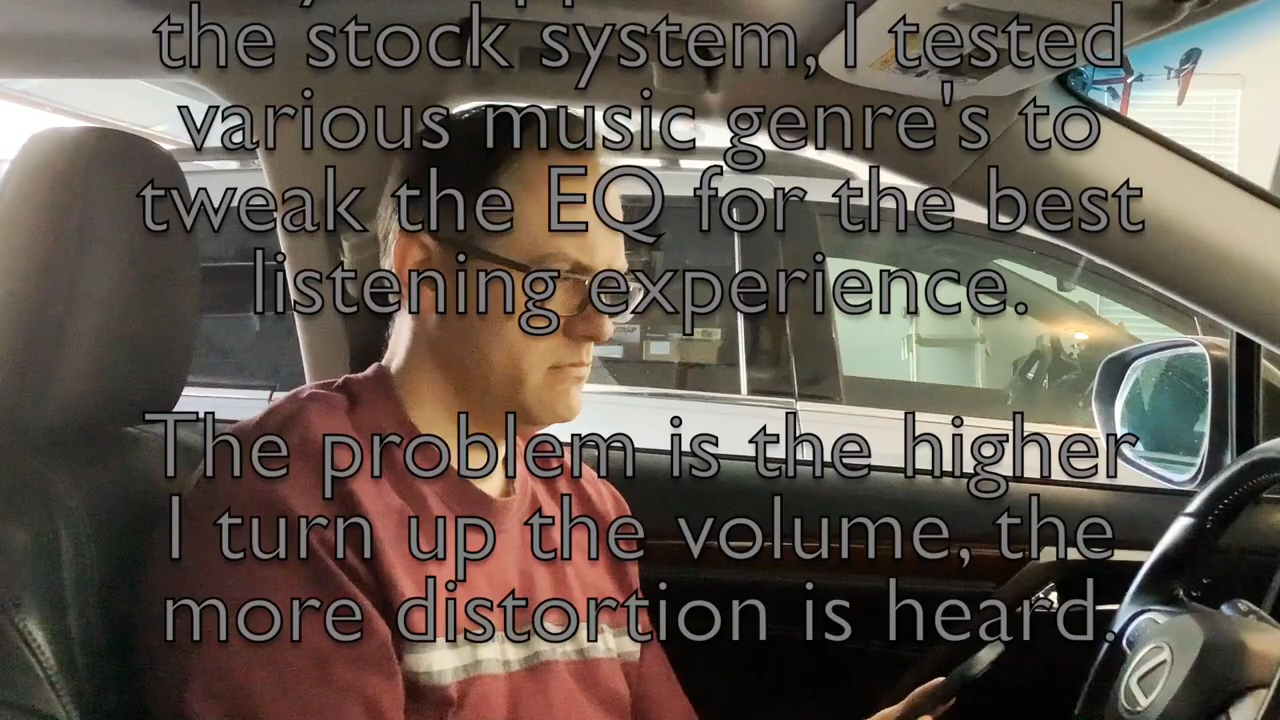 the stock system, I tested
various music genre's to
tweak the EQ for the best
listening experience.
The problem is the higher
I turn up the volume, the
more distortion is heard.